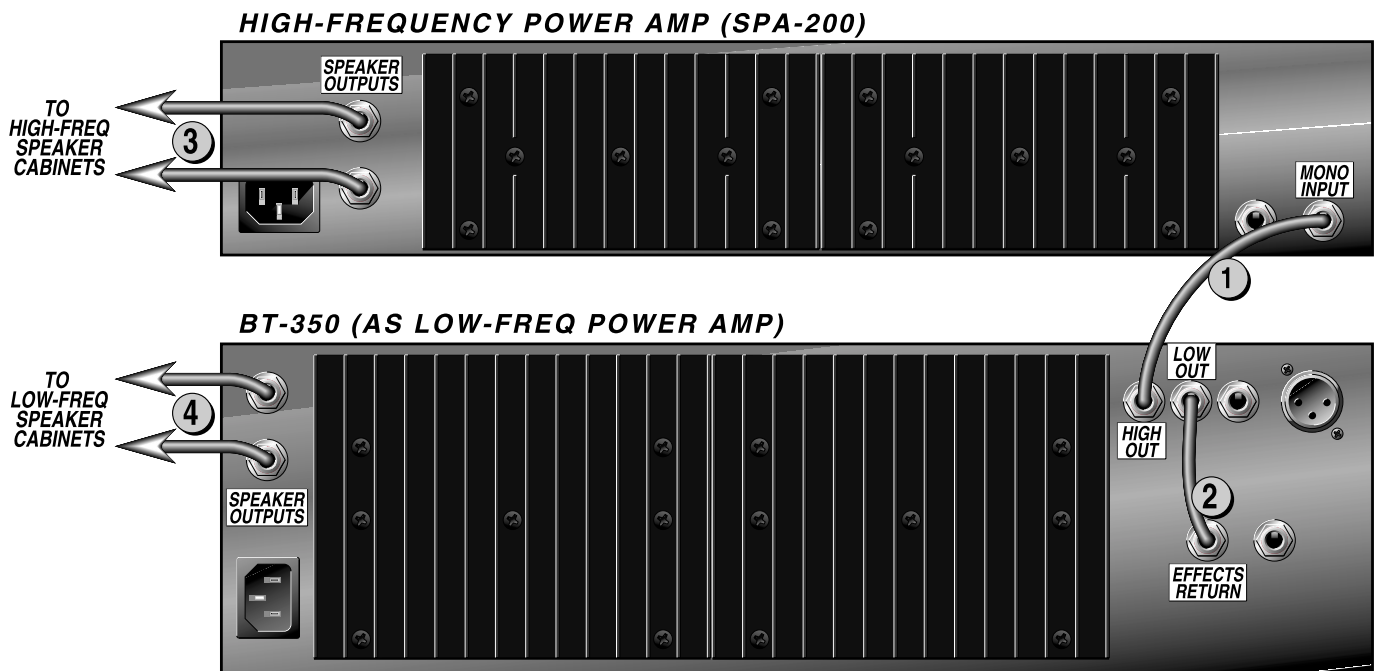 HIGH-FREQUENCY POWER AMP (SPA-200)
SPEAKER
OUTPUTS
TO
HIGH-FREQ
SPEAKER
CABINETS
3
MONO
INPUT
1
BT-350 (AS LOW-FREQ POWER AMP)
TO
LOW-FREQ
SPEAKER
CABINETS
4
LOW
OUT
HIGH
OUT
SPEAKER
OUTPUTS
2
EFFECTS
RETURN